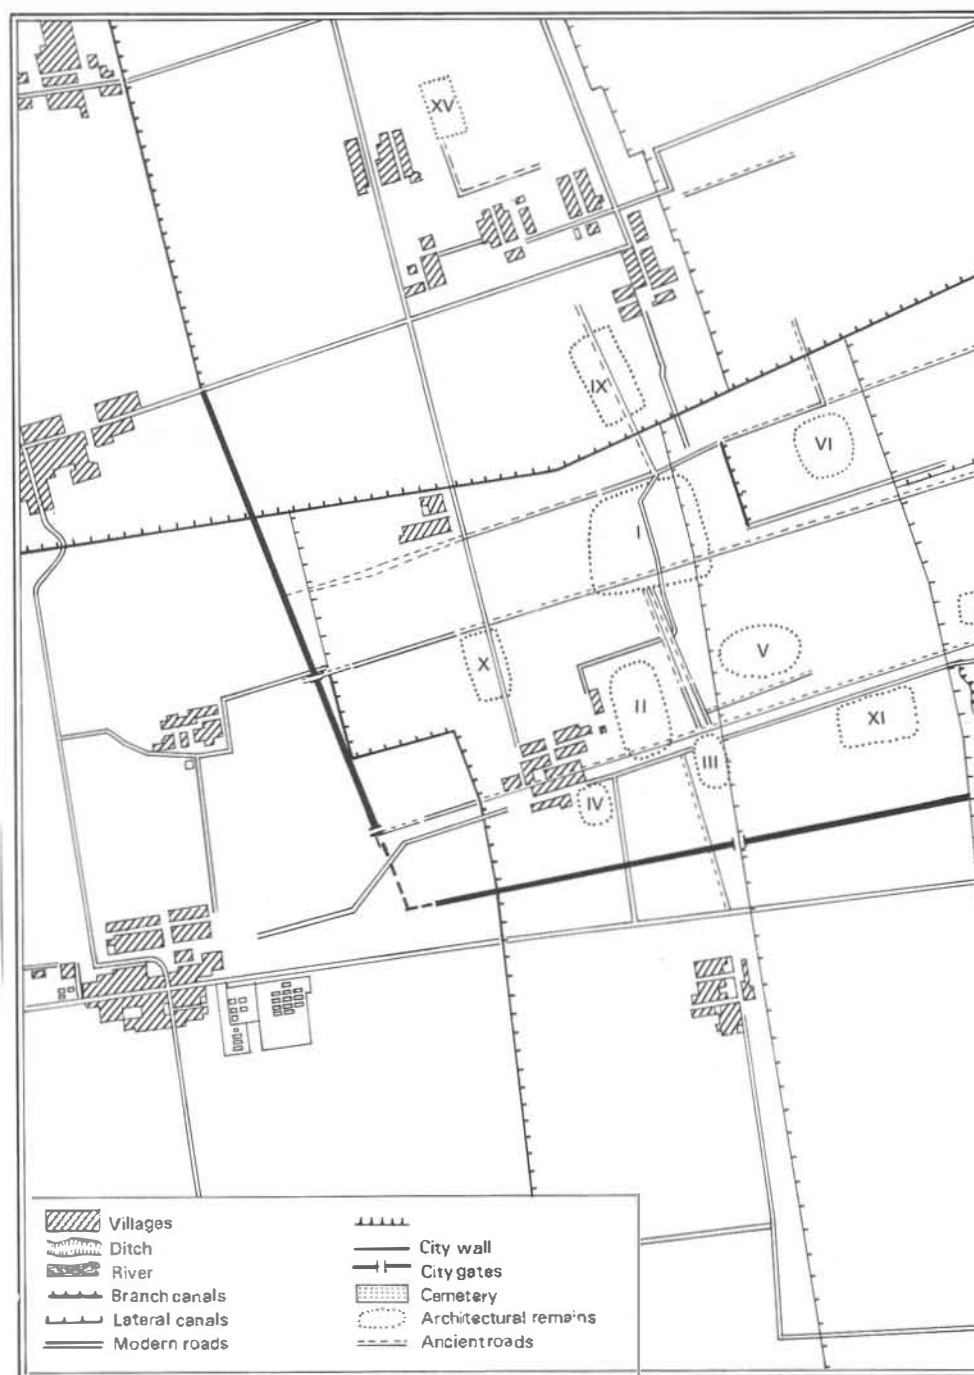 XV
IX
VI
I
X
V
II
XI
III
IV
Villages
Ditch
River
Branch canals
Lateral canals
Modern roads
City wall
City gates
Cemetery
Architectural remains
Ancient roads